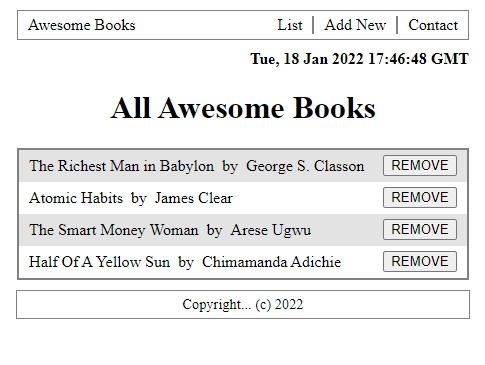 Awesome Books List | Add New | Contact
Tue, 18 Jan 2022 17:46:48 GMT
All Awesome Books
The Richest Man in Babylon by George S. Classon REMOVE
Atomic Habits by James Clear REMOVE
The Smart Money Woman by Arese Ugwu REMOVE
Half Of A Yellow Sun by Chimamanda Adichie REMOVE
Copyright... (c) 2022